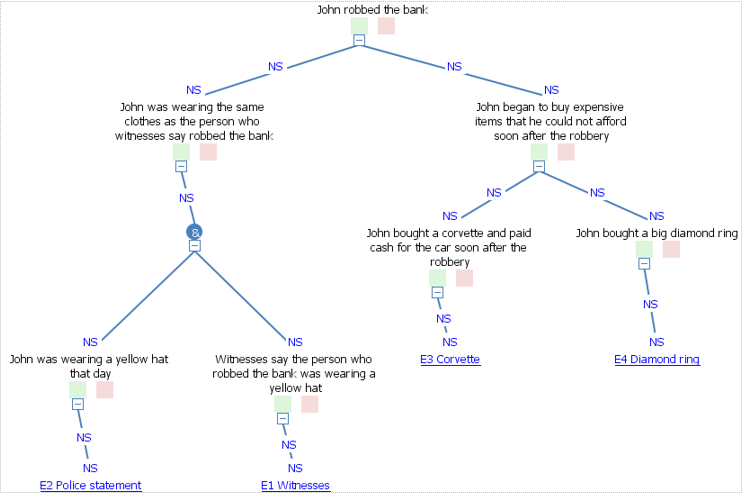 John robbed the bank
NS
NS
NS
NS
John was wearing the same
clothes as the person who
witnesses say robbed the bank
John began to buy expensive
items that he could not afford
soon after the robbery
NS
NS
NS
&
NS
NS
John bought a corvette and paid
cash for the car soon after the
robbery
John bought a big diamond ring
NS
NS
NS
NS
NS
NS
John was wearing a yellow hat
that day
Witnesses say the person who
robbed the bank was wearing a
yellow hat
E3 Corvette
E4 Diamond ring
NS
NS
NS
NS
E2 Police statement
E1 Witnesses